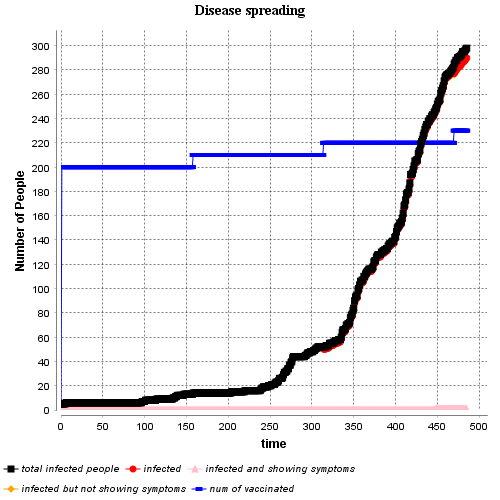 Disease spreading
Number of People
300
280
260
240
220
200
180
160
140
120
100
80
60
40
20
0
0 50 100 150 200 250 300 350 400 450 500
time
total infected people infected infected and showing symptoms
infected but not showing symptoms num of vaccinated